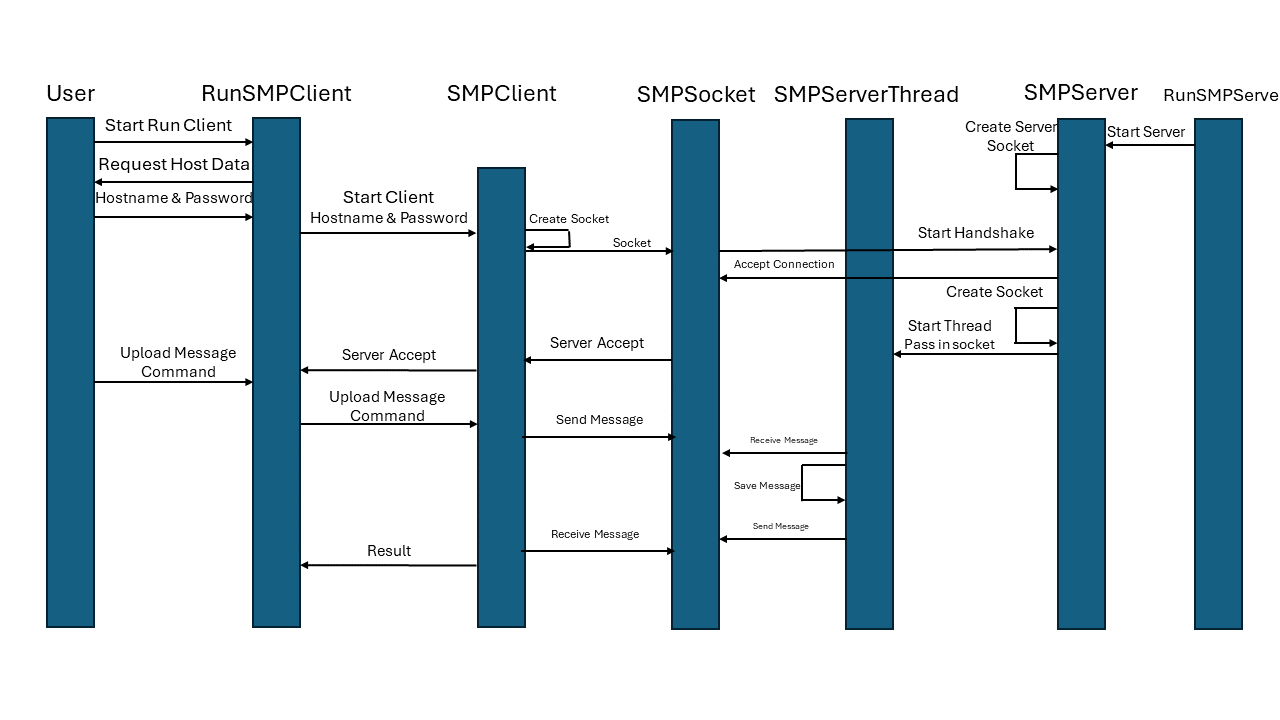 User
RunSMPClient
SMPClient
SMPSocket
SMPServerThread
SMPServer
RunSMPServe
Start Run Client
Create Server
Socket
Start Server
Request Host Data
Hostname & Password
Start Client
Hostname & Password
Create Socket
Socket
Start Handshake
Accept Connection
Create Socket
Start Thread
Pass in socket
Server Accept
Server Accept
Upload Message
Command
Upload Message
Command
Send Message
Receive Message
Save Message
Send Message
Receive Message
Result